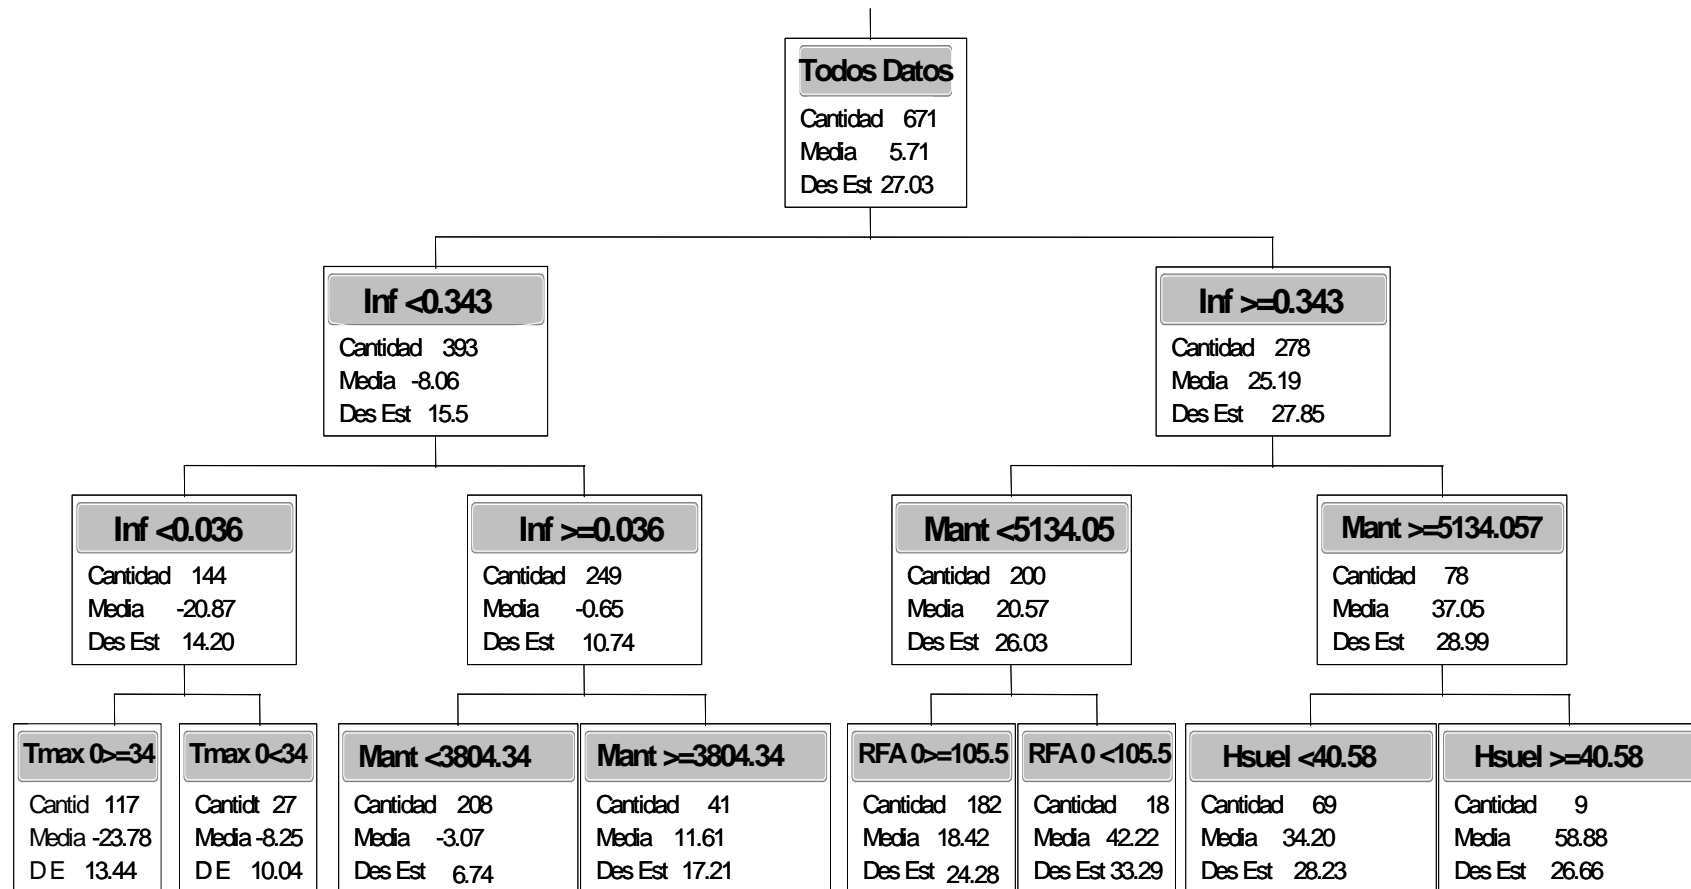 Todos Datos
Cantidad 671
Media 5.71
Des Est 27.03
Inf <0.343
Cantidad 393
Media -8.06
Des Est 15.5
Inf >=0.343
Cantidad 278
Media 25.19
Des Est 27.85
Inf <0.036
Cantidad 144
Media -20.87
Des Est 14.20
Inf >=0.036
Cantidad 249
Media -0.65
Des Est 10.74
Mant <5134.05
Cantidad 200
Media 20.57
Des Est 26.03
Mant >=5134.057
Cantidad 78
Media 37.05
Des Est 28.99
Tmax 0>=34
Cantid 117
Media -23.78
D E 13.44
Tmax 0<34
Cantidt 27
Media -8.25
D E 10.04
Mant <3804.34
Cantidad 208
Media -3.07
Des Est 6.74
Mant >=3804.34
Cantidad 41
Media 11.61
Des Est 17.21
RFA 0>=105.5
Cantidad 182
Media 18.42
Des Est 24.28
RFA 0 <105.5
Cantidad 18
Media 42.22
Des Est 33.29
Hsuel <40.58
Cantidad 69
Media 34.20
Des Est 28.23
Hsuel >=40.58
Cantidad 9
Media 58.88
Des Est 26.66